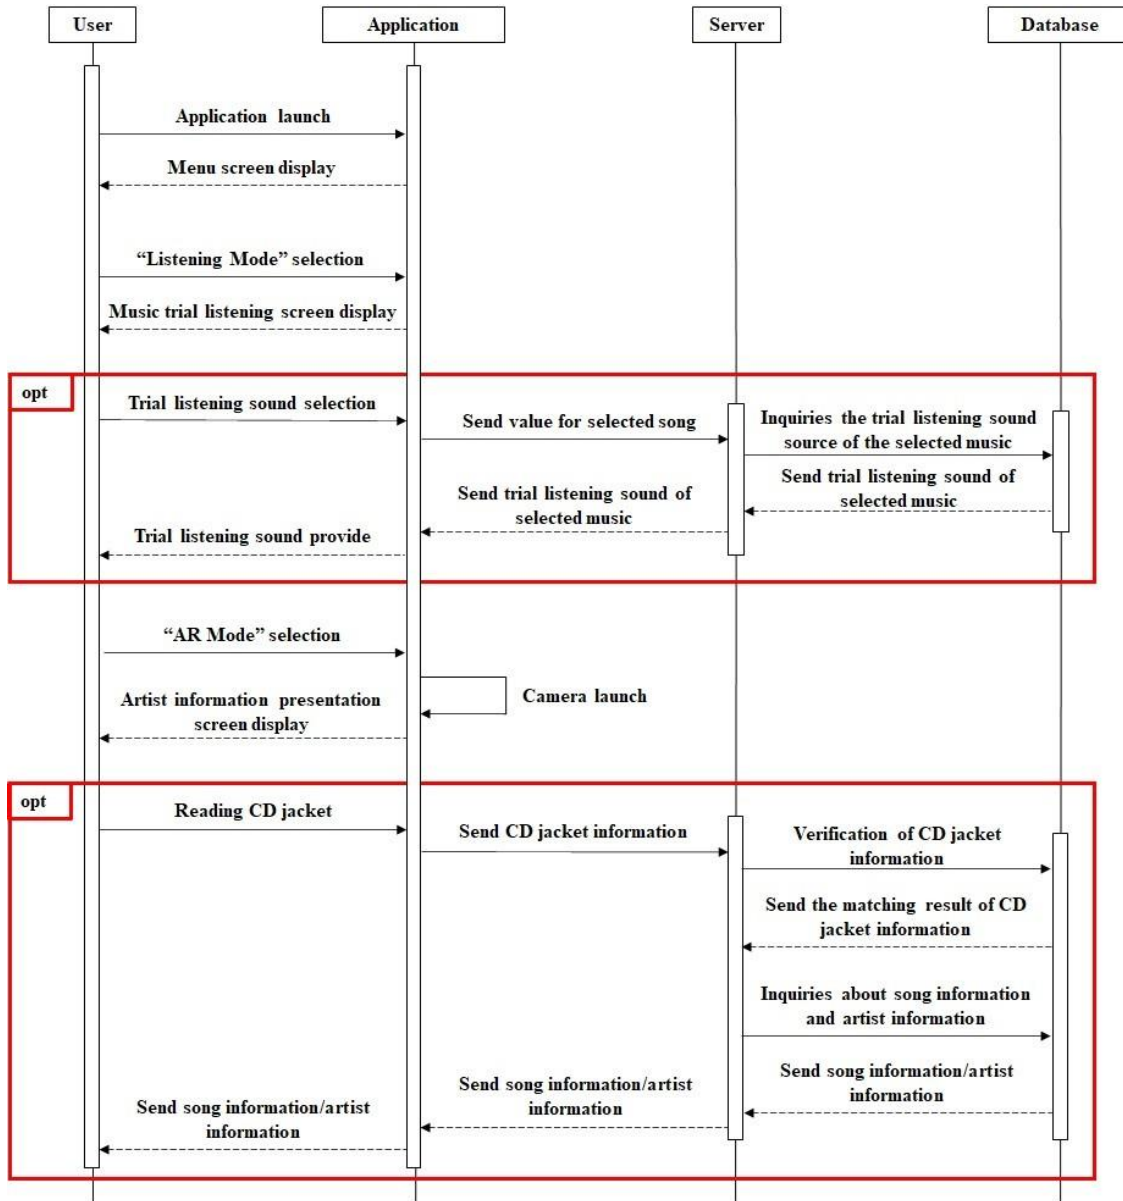 User
Application
Server
Database
Application launch
Menu screen display
“Listening Mode” selection
Music trial listening screen display
opt
Trial listening sound selection
Send value for selected song
Inquiries the trial listening sound
source of the selected music
Send trial listening sound of
selected music
Send trial listening sound of
selected music
Trial listening sound provide
“AR Mode” selection
Camera launch
Artist information presentation
screen display
opt
Reading CD jacket
Send CD jacket information
Verification of CD jacket
information
Send the matching result of CD
jacket information
Inquiries about song information
and artist information
Send song information/artist
information
Send song information/artist
information
Send song information/artist
information